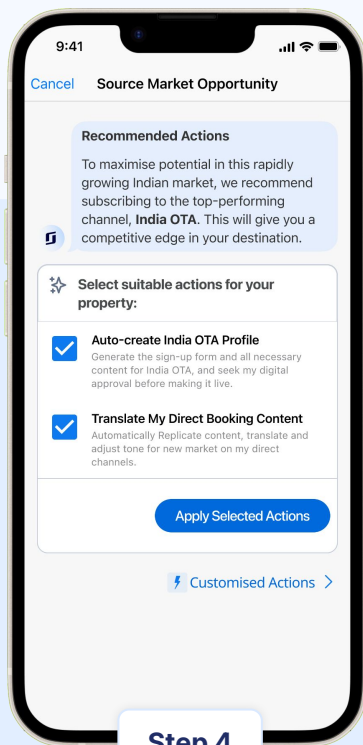 9:41
Cancel Source Market Opportunity
Recommended Actions
To maximise potential in this rapidly
growing Indian market, we recommend
subscribing to the top-performing
channel, India OTA. This will give you a
competitive edge in your destination.
Select suitable actions for your
property:
Auto-create India OTA Profile
Generate the sign-up form and all necessary
content for India OTA, and seek my digital
approval before making it live.
Translate My Direct Booking Content
Automatically Replicate content, translate and
adjust tone for new market on my direct
channels.
Apply Selected Actions
Customised Actions
Step 4